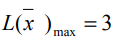 L(x̄)max = 3